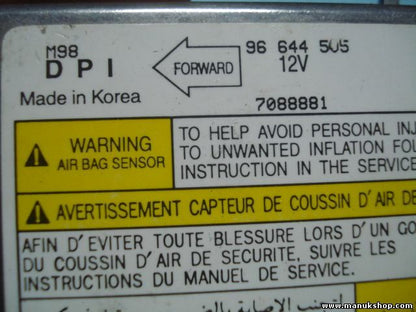 M98
96 644 505
D P I
FORWARD
12V
Made in Korea
7088881
WARNING
AIR BAG SENSOR
TO HELP AVOID PERSONAL
TO UNWANTED INFLATION
INSTRUCTION IN THE SERVICE
AVERTISSEMENT CAPTEUR DE COUSSIN D'AIR DE
AFIN D'EVITER TOUTE BLESSURE LORS D'UN
DU COUSSIN D'AIR DE SECURITE, SUIVRE LES
INSTRUCTIONS DU MANUEL DE SERVICE.
www.manukshop.com